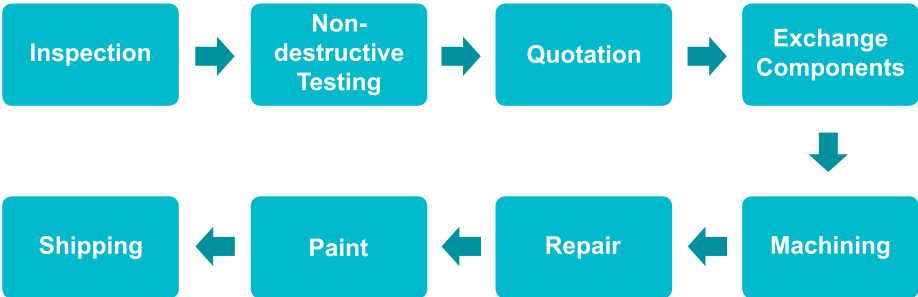 Inspection
Non-
destructive
Testing
Quotation
Exchange
Components
Machining
Repair
Paint
Shipping